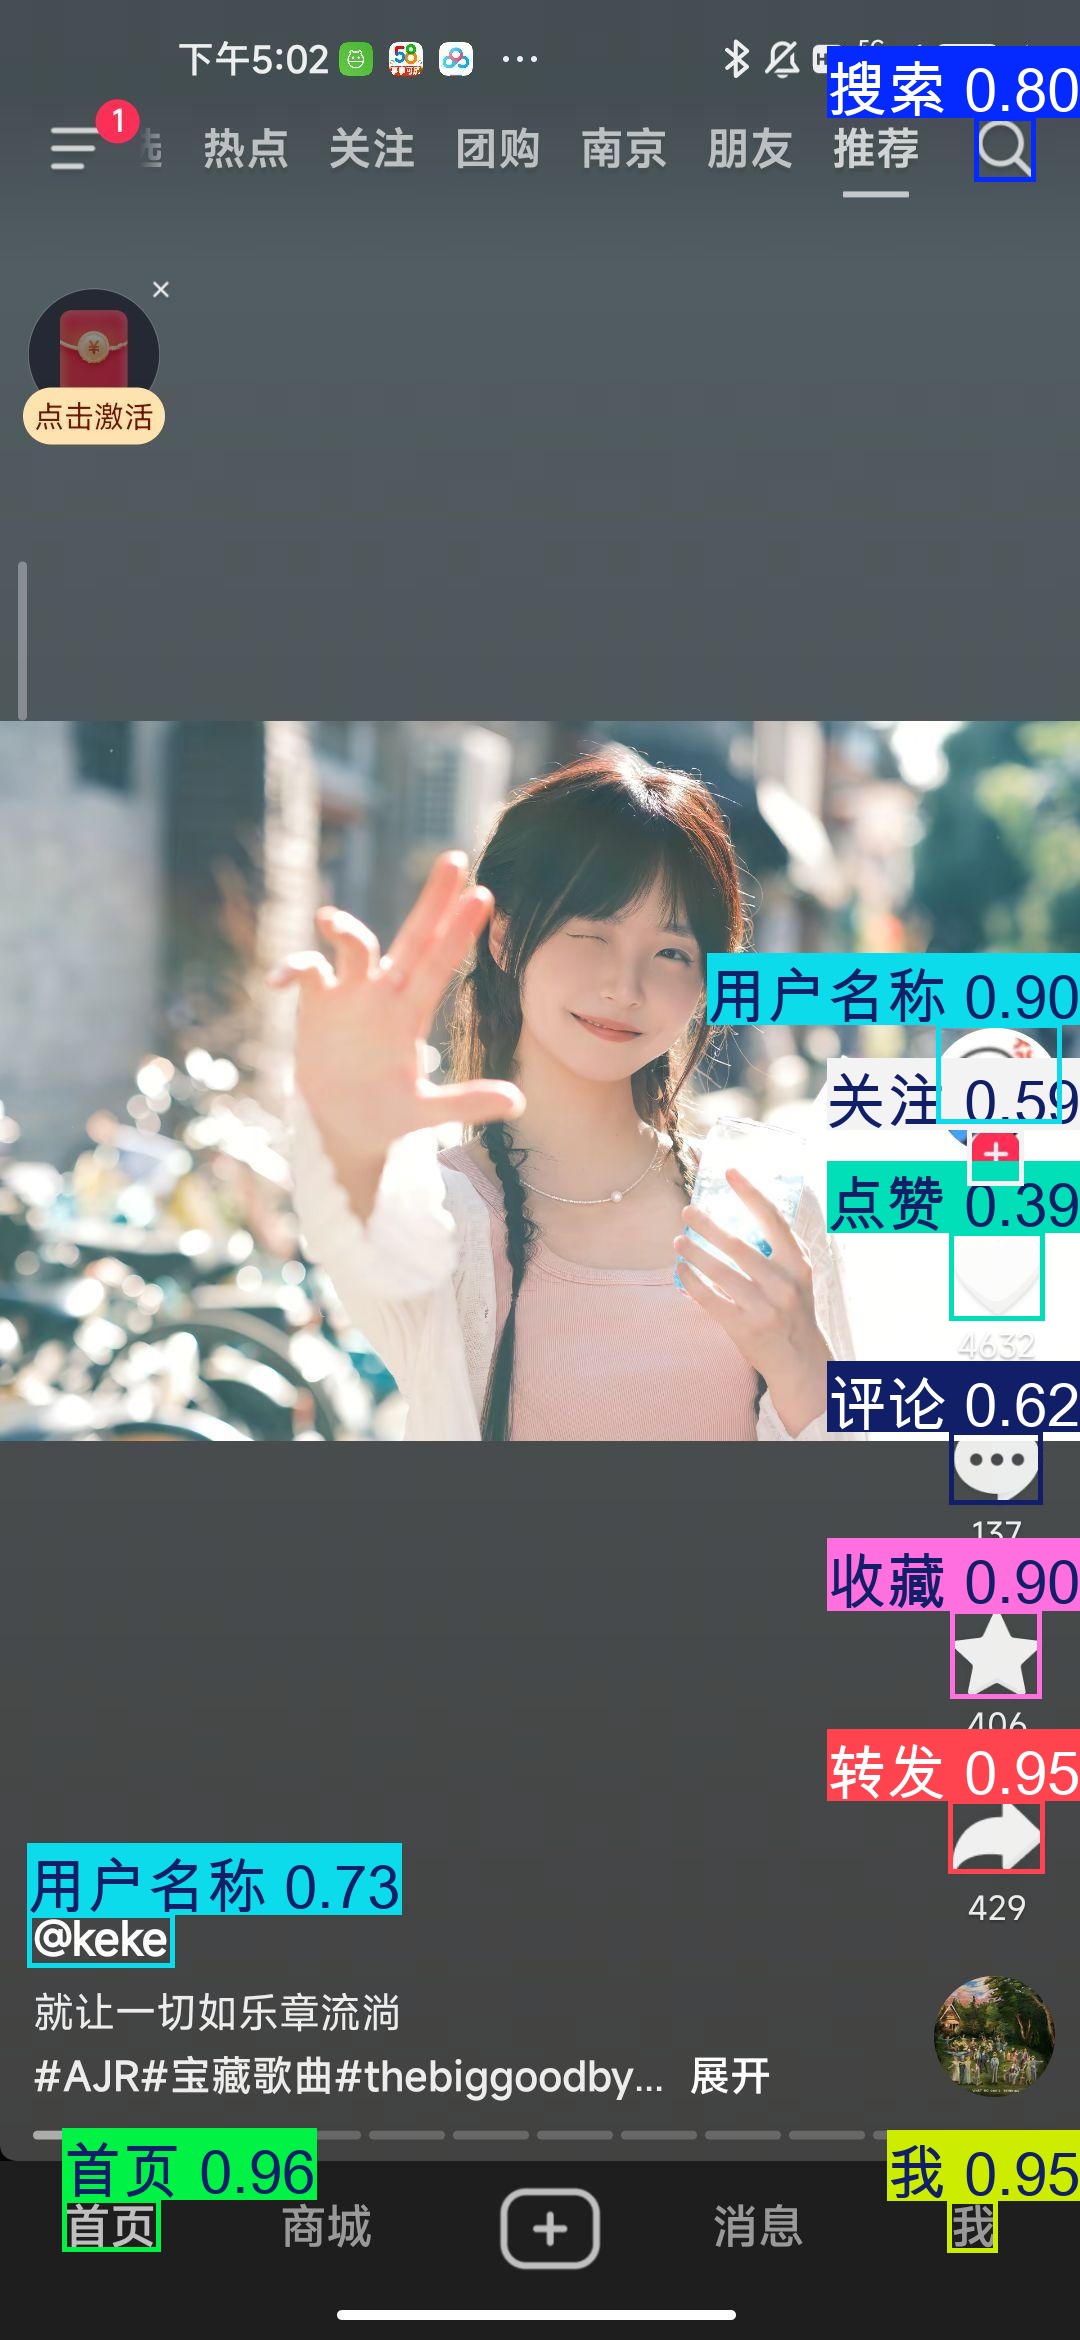 下午5:02 58 ...
搜索 0.80
1
热点 关注 团购 南京 朋友 推荐
点击激活
用户名称 0.90
关注 0.59
点赞 0.39
4632
评论 0.62
137
收藏 0.90
406
转发 0.95
429
用户名称 0.73
@keke
就让一切如乐章流淌
#AJR#宝藏歌曲#thebiggoodby... 展开
首页 0.96
我 0.95
首页 商城 消息 我